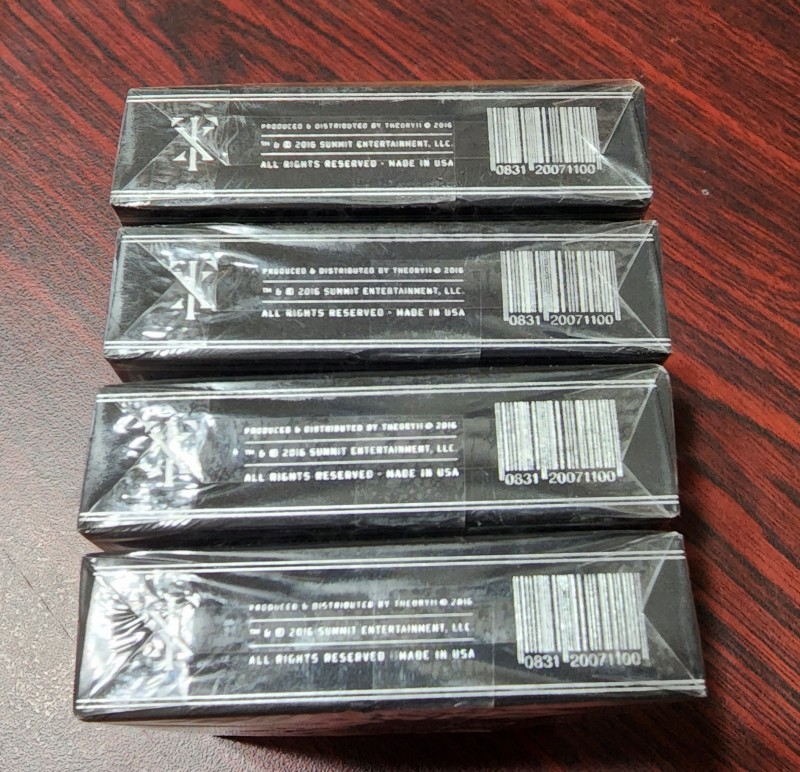 PRODUCED & DISTRIBUTED BY THEORY11 © 2016
™ & © 2016 SUMMIT ENTERTAINMENT, LLC.
ALL RIGHTS RESERVED - MADE IN USA
0831 20071100
PRODUCED & DISTRIBUTED BY THEORY11 © 2016
™ & © 2016 SUMMIT ENTERTAINMENT, LLC.
ALL RIGHTS RESERVED - MADE IN USA
0831 20071100
PRODUCED & DISTRIBUTED BY THEORY11 © 2016
™ & © 2016 SUMMIT ENTERTAINMENT, LLC.
ALL RIGHTS RESERVED - MADE IN USA
0831 20071100
PRODUCED & DISTRIBUTED BY THEORY11 © 2016
™ & © 2016 SUMMIT ENTERTAINMENT, LLC
ALL RIGHTS RESERVED - MADE IN USA
0831 20071100